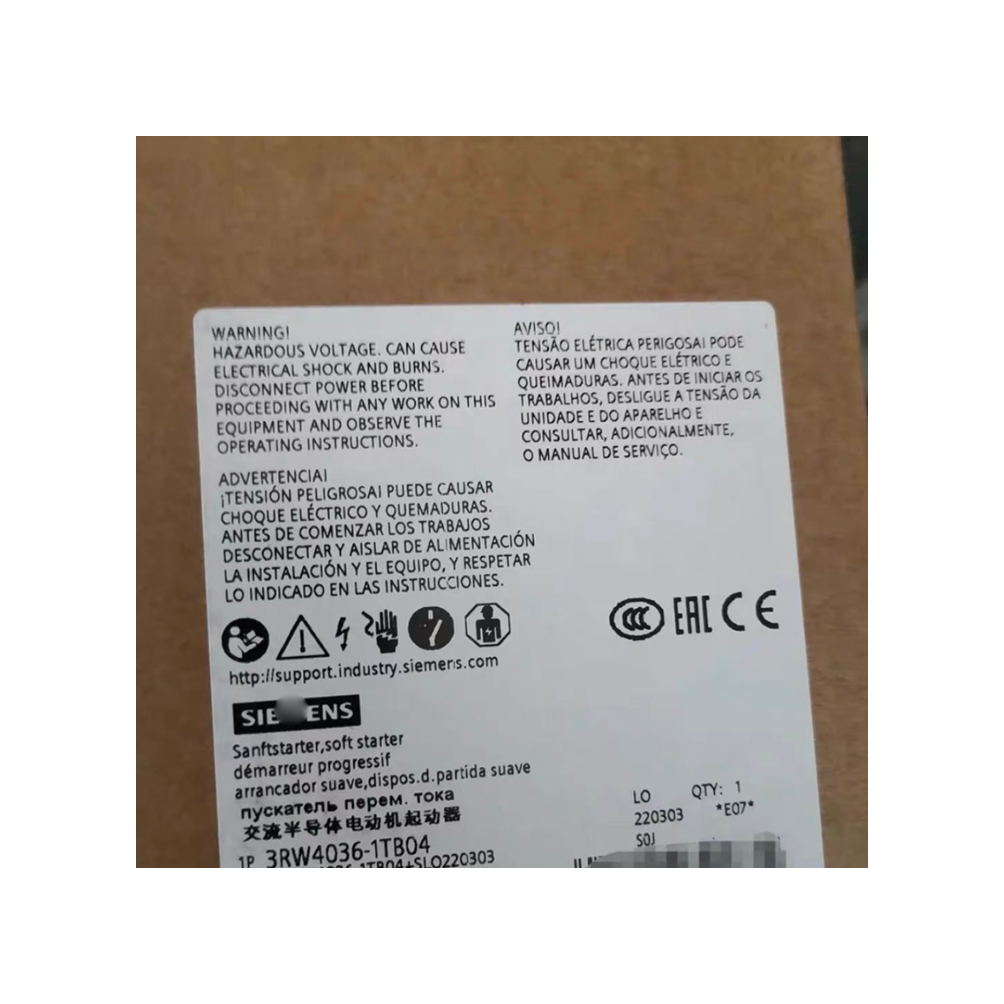 WARNING!
HAZARDOUS VOLTAGE. CAN CAUSE
ELECTRICAL SHOCK AND BURNS.
DISCONNECT POWER BEFORE
PROCEEDING WITH ANY WORK ON THIS
EQUIPMENT AND OBSERVE THE
OPERATING INSTRUCTIONS.
ADVERTENCIA!
¡TENSIÓN PELIGROSA! PUEDE CAUSAR
CHOQUE ELÉCTRICO Y QUEMADURAS.
ANTES DE COMENZAR LOS TRABAJOS
DESCONECTAR Y AISLAR DE ALIMENTACIÓN
LA INSTALACIÓN Y EL EQUIPO, Y RESPETAR
LO INDICADO EN LAS INSTRUCCIONES.
AVISO!
TENSÃO ELÉTRICA PERIGOSA! PODE
CAUSAR UM CHOQUE ELÉTRICO E
QUEIMADURAS. ANTES DE INICIAR OS
TRABALHOS, DESLIGUE A TENSÃO DA
UNIDADE E DO APARELHO E
CONSULTAR, ADICIONALMENTE,
O MANUAL DE SERVIÇO.
CCC EAC CE
http://support.industry.siemens.com
SIEMENS
Sanftstarter,soft starter
démarreur progressif
arrancador suave,dispos.d.partida suave
пускатель перем. тока
交流半导体电动机起动器
1P 3RW4036-1TB04
LO QTY: 1
220303 *E07*
S0J